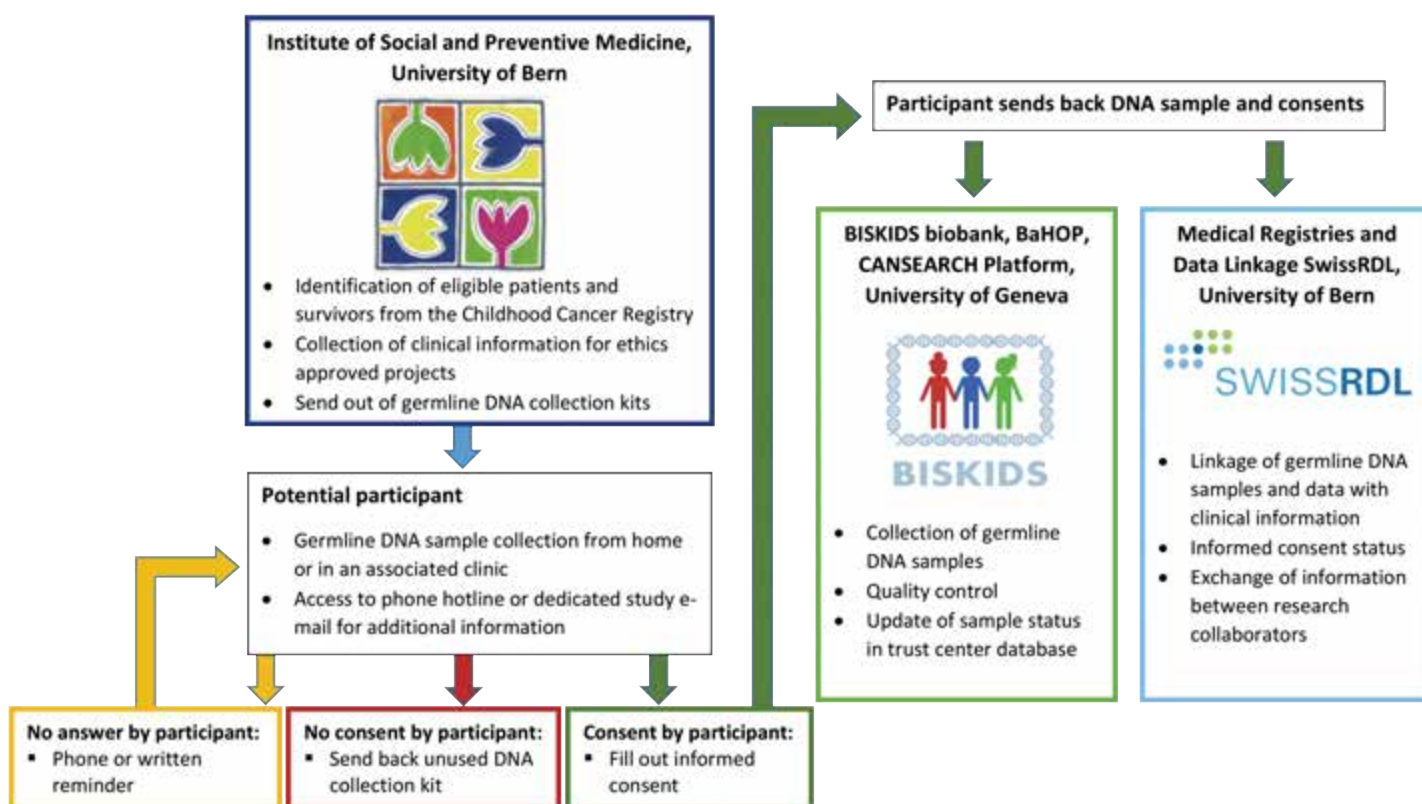 Institute of Social and Preventive Medicine,
University of Bern
• Identification of eligible patients and
survivors from the Childhood Cancer Registry
• Collection of clinical information for ethics
approved projects
• Send out of germline DNA collection kits
Potential participant
• Germline DNA sample collection from home
or in an associated clinic
• Access to phone hotline or dedicated study e-
mail for additional information
No answer by participant:
▪ Phone or written
reminder
No consent by participant:
▪ Send back unused DNA
collection kit
Consent by participant:
▪ Fill out informed
consent
Participant sends back DNA sample and consents
BISKIDS biobank, BaHOP,
CANSEARCH Platform,
University of Geneva
BISKIDS
• Collection of germline
DNA samples
• Quality control
• Update of sample status
in trust center database
Medical Registries and
Data Linkage SwissRDL,
University of Bern
SWISSRDL
• Linkage of germline DNA
samples and data with
clinical information
• Informed consent status
• Exchange of information
between research
collaborators